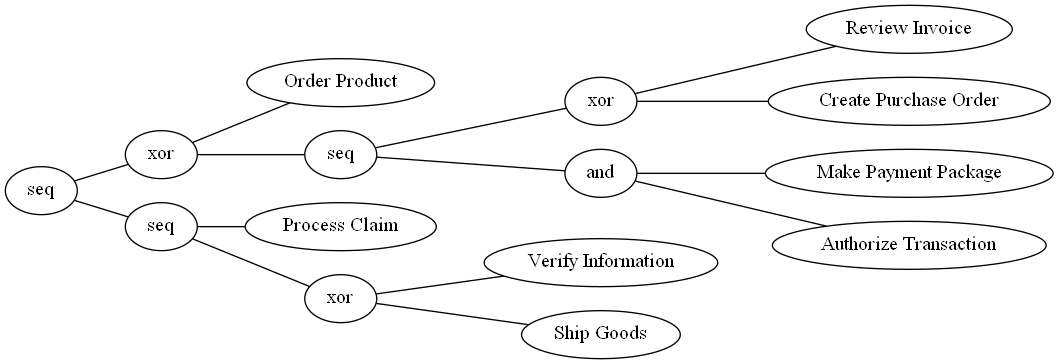 Review Invoice
Order Product
xor
Create Purchase Order
xor
seq
seq
and
Make Payment Package
seq
Process Claim
Authorize Transaction
Verify Information
xor
Ship Goods